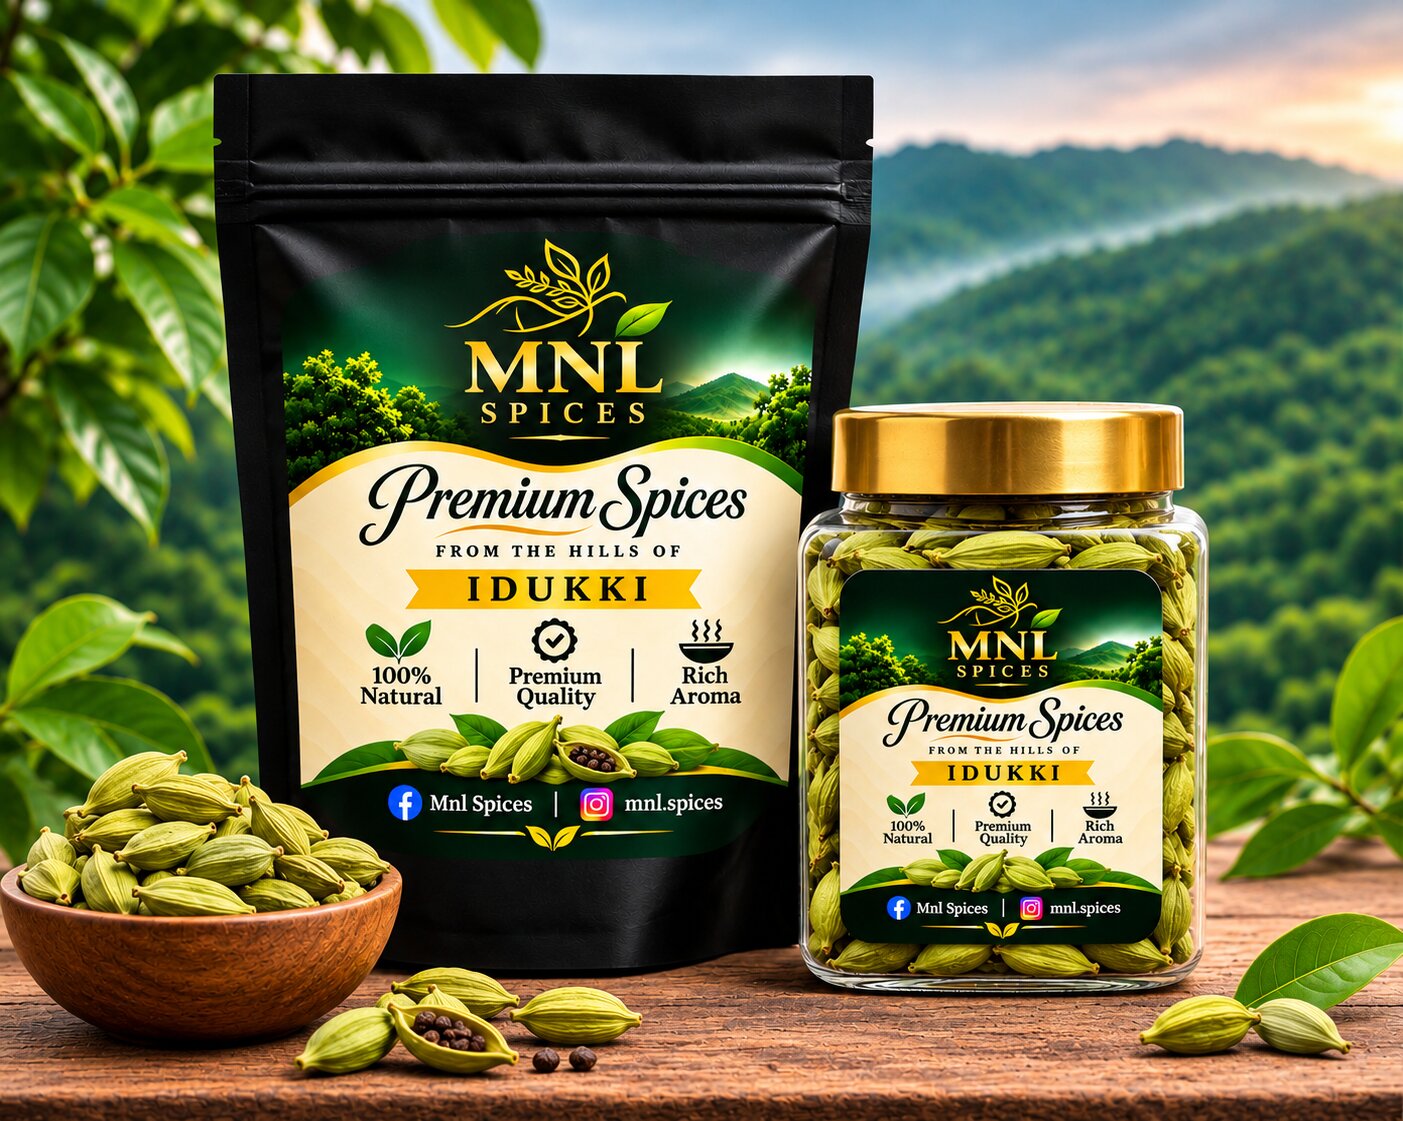 MNL
SPICES
Premium Spices
FROM THE HILLS OF
IDUKKI
100%
Natural
Premium
Quality
Rich
Aroma
Mnl Spices
mnl.spices
MNL
SPICES
Premium Spices
FROM THE HILLS OF
IDUKKI
100%
Natural
Premium
Quality
Rich
Aroma
Mnl Spices
mnl.spices